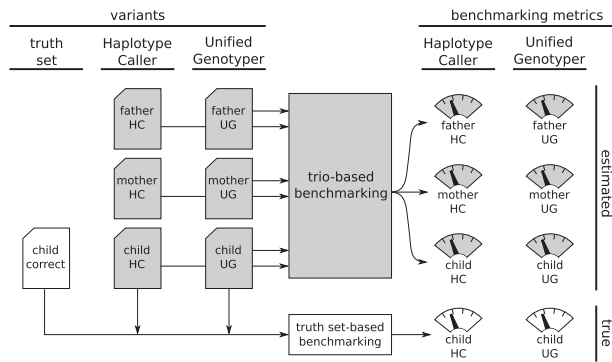 variants
benchmarking metrics
truth set
Haplotype Caller
Unified Genotyper
Haplotype Caller
Unified Genotyper
father HC
father UG
father HC
father UG
mother HC
mother UG
trio-based benchmarking
mother HC
mother UG
estimated
child correct
child HC
child UG
child HC
child UG
truth set-based benchmarking
child HC
child UG
true